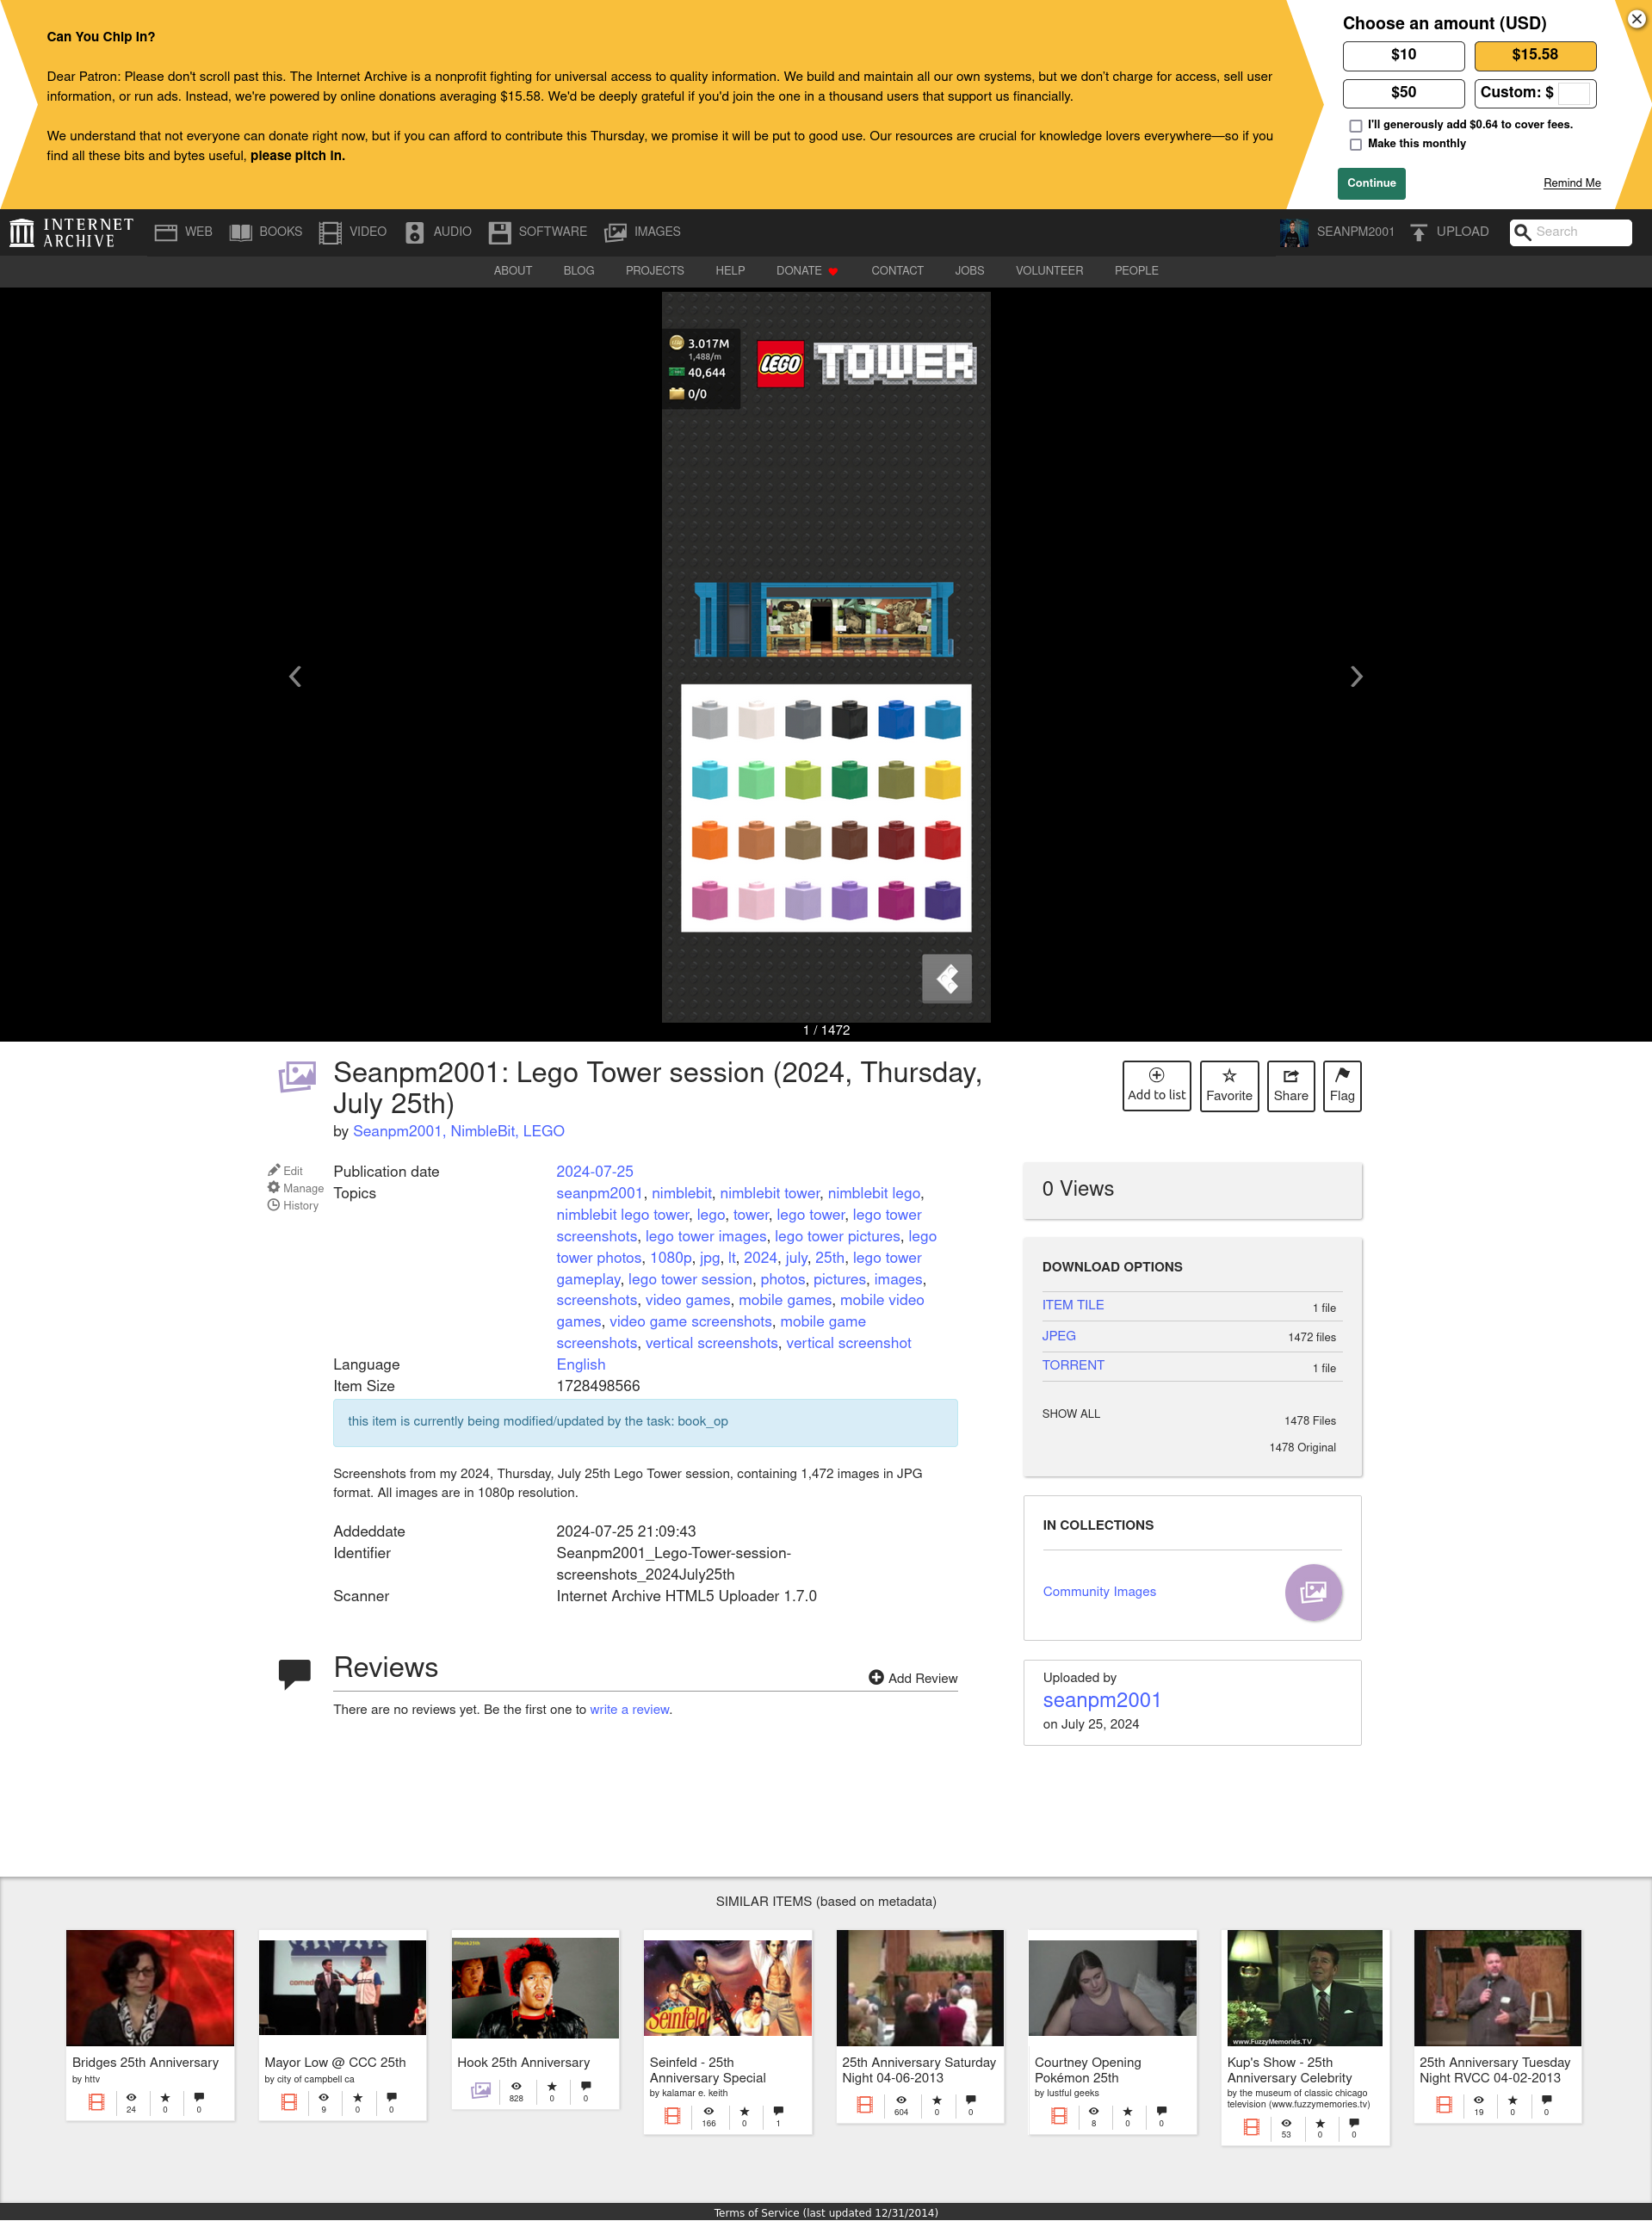 Can You Chip In?
Dear Patron: Please don't scroll past this. The Internet Archive is a nonprofit fighting for universal access to quality information. We build and maintain all our own systems, but we don't charge for access, sell user
information, or run ads. Instead, we're powered by online donations averaging $15.58. We'd be deeply grateful if you'd join the one in a thousand users that support us financially.
We understand that not everyone can donate right now, but if you can afford to contribute this Thursday, we promise it will be put to good use. Our resources are crucial for knowledge lovers everywhere—so if you
find all these bits and bytes useful, please pitch in.
Choose an amount (USD)
$10
$15.58
$50
Custom: $
I'll generously add $0.64 to cover fees.
Make this monthly
Continue
Remind Me
INTERNET
ARCHIVE
WEB
BOOKS
VIDEO
AUDIO
SOFTWARE
IMAGES
SEANPM2001
UPLOAD
Search
ABOUT
BLOG
PROJECTS
HELP
DONATE
CONTACT
JOBS
VOLUNTEER
PEOPLE
3.017M
1,488/m
40,644
0/0
LEGO
TOWER
1 / 1472
Seanpm2001: Lego Tower session (2024, Thursday,
July 25th)
by Seanpm2001, NimbleBit, LEGO
Add to list
Favorite
Share
Flag
Edit
Manage
History
Publication date 2024-07-25
Topics seanpm2001, nimblebit, nimblebit tower, nimblebit lego,
nimblebit lego tower, lego, tower, lego tower, lego tower
screenshots, lego tower images, lego tower pictures, lego
tower photos, 1080p, jpg, lt, 2024, july, 25th, lego tower
gameplay, lego tower session, photos, pictures, images,
screenshots, video games, mobile games, mobile video
games, video game screenshots, mobile game
screenshots, vertical screenshots, vertical screenshot
Language English
Item Size 1728498566
this item is currently being modified/updated by the task: book_op
Screenshots from my 2024, Thursday, July 25th Lego Tower session, containing 1,472 images in JPG
format. All images are in 1080p resolution.
Addeddate 2024-07-25 21:09:43
Identifier Seanpm2001_Lego-Tower-session-
screenshots_2024July25th
Scanner Internet Archive HTML5 Uploader 1.7.0
Reviews
Add Review
There are no reviews yet. Be the first one to write a review.
0 Views
DOWNLOAD OPTIONS
ITEM TILE 1 file
JPEG 1472 files
TORRENT 1 file
SHOW ALL 1478 Files
1478 Original
IN COLLECTIONS
Community Images
Uploaded by
seanpm2001
on July 25, 2024
SIMILAR ITEMS (based on metadata)
Bridges 25th Anniversary
by httv
24 0 0
Mayor Low @ CCC 25th
by city of campbell ca
9 0 0
Hook 25th Anniversary
828 0 0
Seinfeld
Seinfeld - 25th
Anniversary Special
by kalamar e. keith
166 0 1
25th Anniversary Saturday
Night 04-06-2013
604 0 0
Courtney Opening
Pokémon 25th
by lustful geeks
8 0 0
www.FuzzyMemories.TV
Kup's Show - 25th
Anniversary Celebrity
by the museum of classic chicago
television (www.fuzzymemories.tv)
53 0 0
25th Anniversary Tuesday
Night RVCC 04-02-2013
19 0 0
Terms of Service (last updated 12/31/2014)